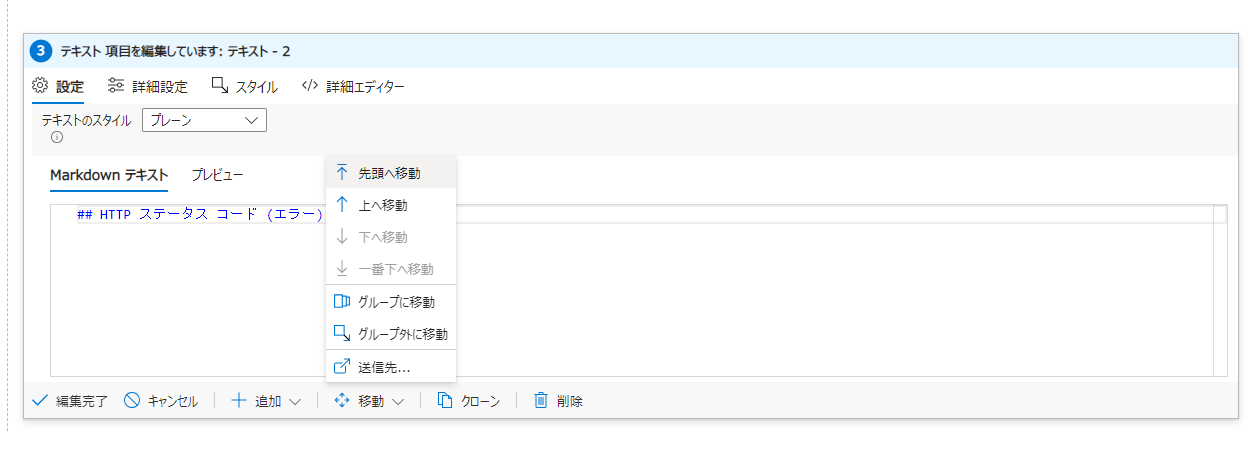 3 テキスト 項目を編集しています: テキスト - 2
設定 詳細設定 スタイル 詳細エディター
テキストのスタイル プレーン
Markdown テキスト プレビュー
## HTTP ステータス コード (エラー)
先頭へ移動
上へ移動
下へ移動
一番下へ移動
グループに移動
グループ外に移動
送信先...
編集完了 キャンセル 追加 移動 クローン 削除